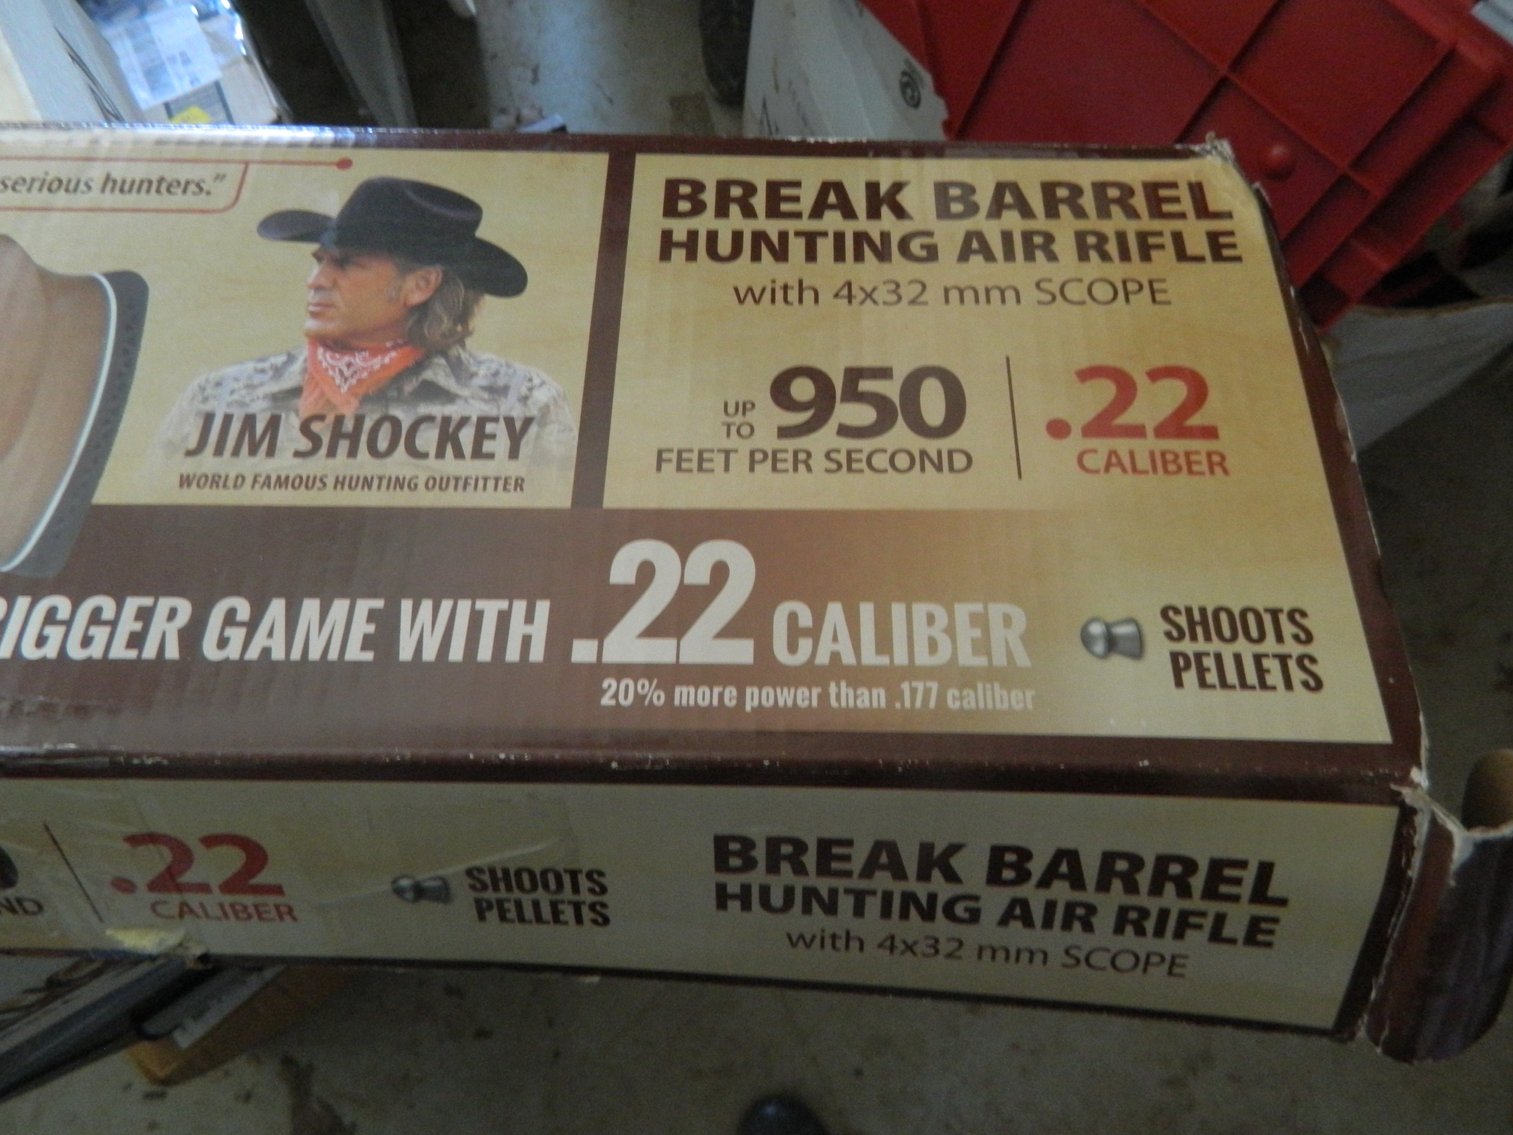 serious hunters."
JIM SHOCKEY
WORLD FAMOUS HUNTING OUTFITTER
BREAK BARREL
HUNTING AIR RIFLE
with 4x32 mm SCOPE
UP TO 950
FEET PER SECOND
.22
CALIBER
BIGGER GAME WITH .22 CALIBER
20% more power than .177 caliber
SHOOTS
PELLETS
ND
.22
CALIBER
SHOOTS
PELLETS
BREAK BARREL
HUNTING AIR RIFLE
with 4x32 mm SCOPE